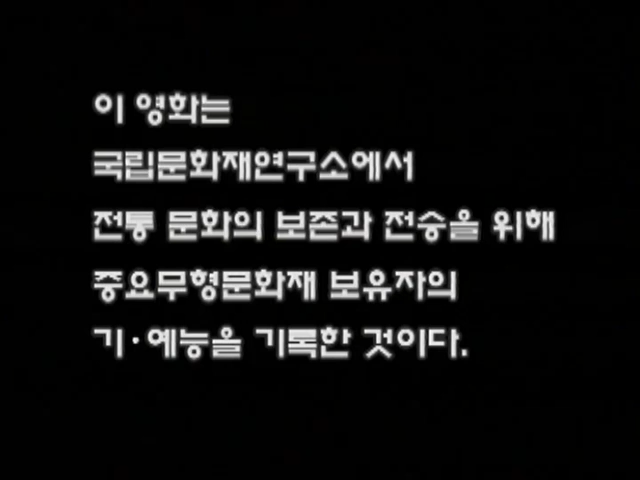 이 영화는
국립문화재연구소에서
전통 문화의 보존과 전승을 위해
중요무형문화재 보유자의
기·예능을 기록한 것이다.